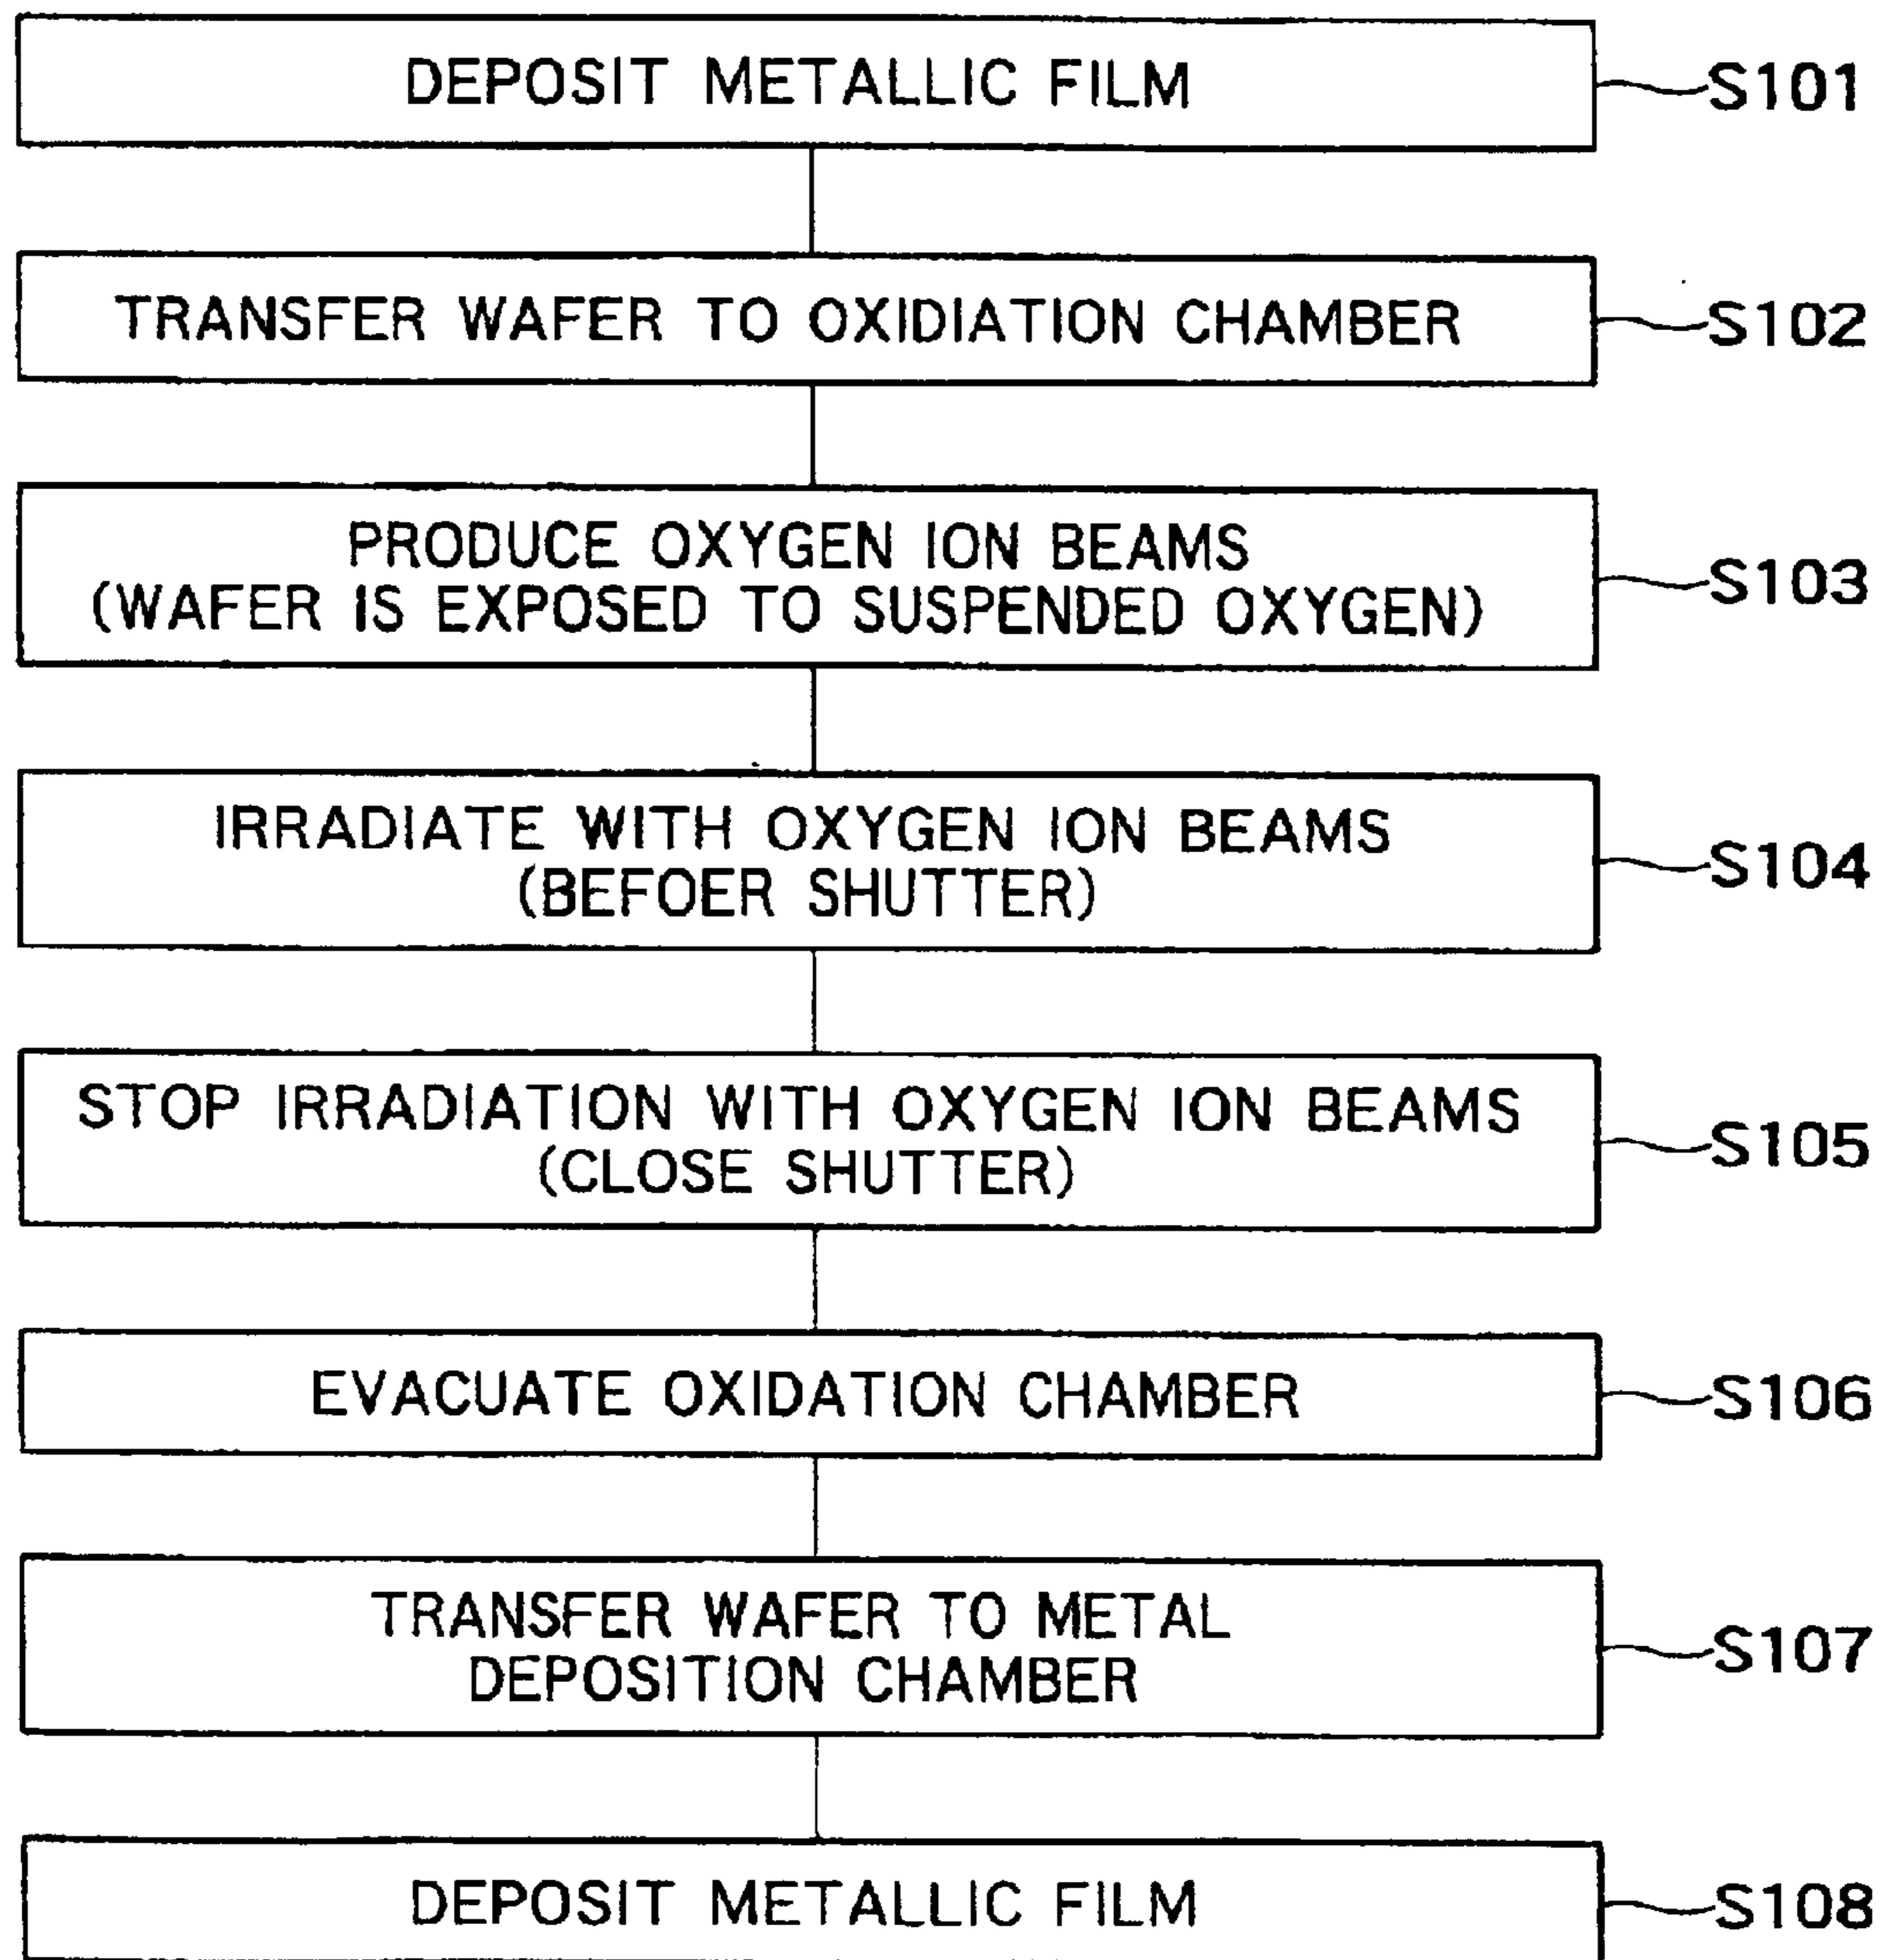 DEPOSIT METALLIC FILM
S101
TRANSFER WAFER TO OXIDIATION CHAMBER
S102
PRODUCE OXYGEN ION BEAMS
(WAFER IS EXPOSED TO SUSPENDED OXYGEN)
S103
IRRADIATE WITH OXYGEN ION BEAMS
(BEFOER SHUTTER)
S104
STOP IRRADIATION WITH OXYGEN ION BEAMS
(CLOSE SHUTTER)
S105
EVACUATE OXIDATION CHAMBER
S106
TRANSFER WAFER TO METAL
DEPOSITION CHAMBER
S107
DEPOSIT METALLIC FILM
S108